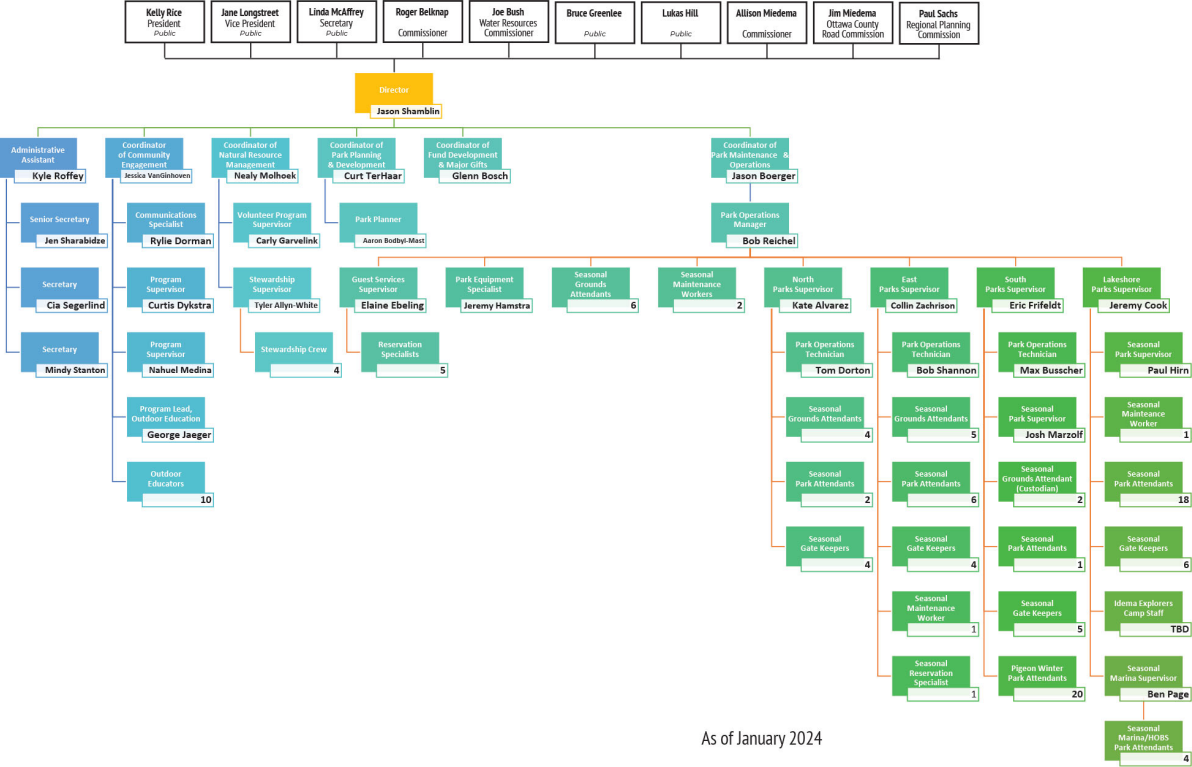 Kelly Rice
President
Public
Jane Longstreet
Vice President
Public
Linda McAffrey
Secretary
Public
Roger Belknap
Commissioner
Joe Bush
Water Resources
Commissioner
Bruce Greenlee
Public
Lukas Hill
Public
Allison Miedema
Commissioner
Jim Miedema
Ottawa County
Road Commission
Paul Sachs
Regional Planning
Commission
Director
Jason Shamblin
Administrative
Assistant
Kyle Roffey
Coordinator
of Community
Engagement
Jessica VanGinhoven
Coordinator of
Natural Resource
Management
Nealy Molhoek
Coordinator of
Park Planning
& Development
Curt TerHaar
Coordinator of
Fund Development
& Major Gifts
Glenn Bosch
Coordinator of
Park Maintenance &
Operations
Jason Boerger
Senior Secretary
Jen Sharabidze
Communications
Specialist
Rylie Dorman
Volunteer Program
Supervisor
Carly Garvelink
Park Planner
Aaron Bodbyl-Mast
Park Operations
Manager
Bob Reichel
Secretary
Cia Segerlind
Program
Supervisor
Curtis Dykstra
Stewardship
Supervisor
Tyler Allyn-White
Guest Services
Supervisor
Elaine Ebeling
Park Equipment
Specialist
Jeremy Hamstra
Seasonal
Grounds
Attendants
6
Seasonal
Maintenance
Workers
2
North
Parks Supervisor
Kate Alvarez
East
Parks Supervisor
Collin Zachrison
South
Parks Supervisor
Eric Frifeldt
Lakeshore
Parks Supervisor
Jeremy Cook
Secretary
Mindy Stanton
Program
Supervisor
Nahuel Medina
Stewardship Crew
4
Reservation
Specialists
5
Park Operations
Technician
Tom Dorton
Park Operations
Technician
Bob Shannon
Park Operations
Technician
Max Busscher
Seasonal
Park Supervisor
Paul Hirn
Program Lead,
Outdoor Education
George Jaeger
Seasonal
Grounds Attendants
4
Seasonal
Grounds Attendants
5
Seasonal
Park Supervisor
Josh Marzolf
Seasonal
Mainteance
Worker
1
Outdoor
Educators
10
Seasonal
Park Attendants
2
Seasonal
Park Attendants
6
Seasonal
Grounds Attendant
(Custodian)
2
Seasonal
Park Attendants
18
Seasonal
Gate Keepers
4
Seasonal
Gate Keepers
4
Seasonal
Park Attendants
1
Seasonal
Gate Keepers
6
Seasonal
Maintenance
Worker
1
Seasonal
Gate Keepers
5
Idema Explorers
Camp Staff
TBD
Seasonal
Reservation
Specialist
1
Pigeon Winter
Park Attendants
20
Seasonal
Marina Supervisor
Ben Page
As of January 2024
Seasonal
Marina/HOBS
Park Attendants
4